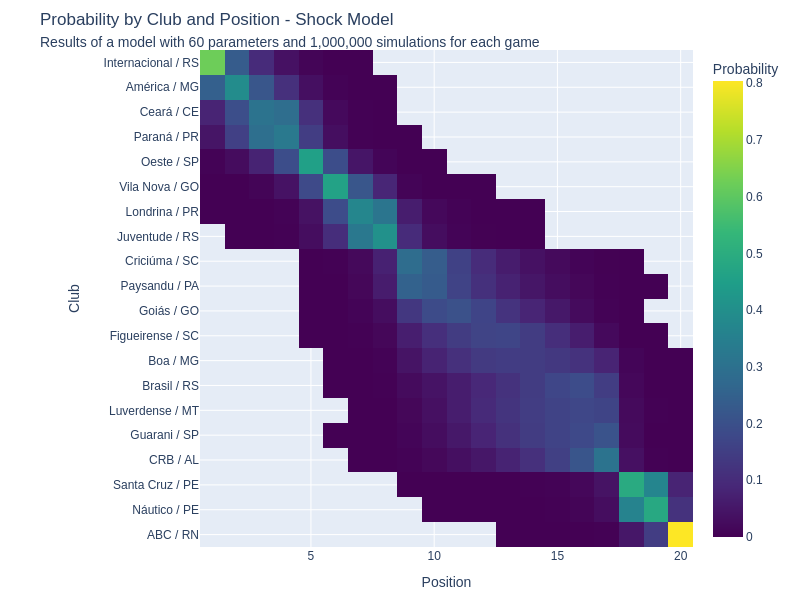 Probability by Club and Position - Shock Model
Results of a model with 60 parameters and 1,000,000 simulations for each game
Probability
Internacional / RS
América / MG
Ceará / CE
Paraná / PR
Oeste / SP
Vila Nova / GO
Londrina / PR
Juventude / RS
Criciúma / SC
Paysandu / PA
Goiás / GO
Figueirense / SC
Boa / MG
Brasil / RS
Luverdense / MT
Guarani / SP
CRB / AL
Santa Cruz / PE
Náutico / PE
ABC / RN
Club
5 10 15 20
Position
0.8
0.7
0.6
0.5
0.4
0.3
0.2
0.1
0